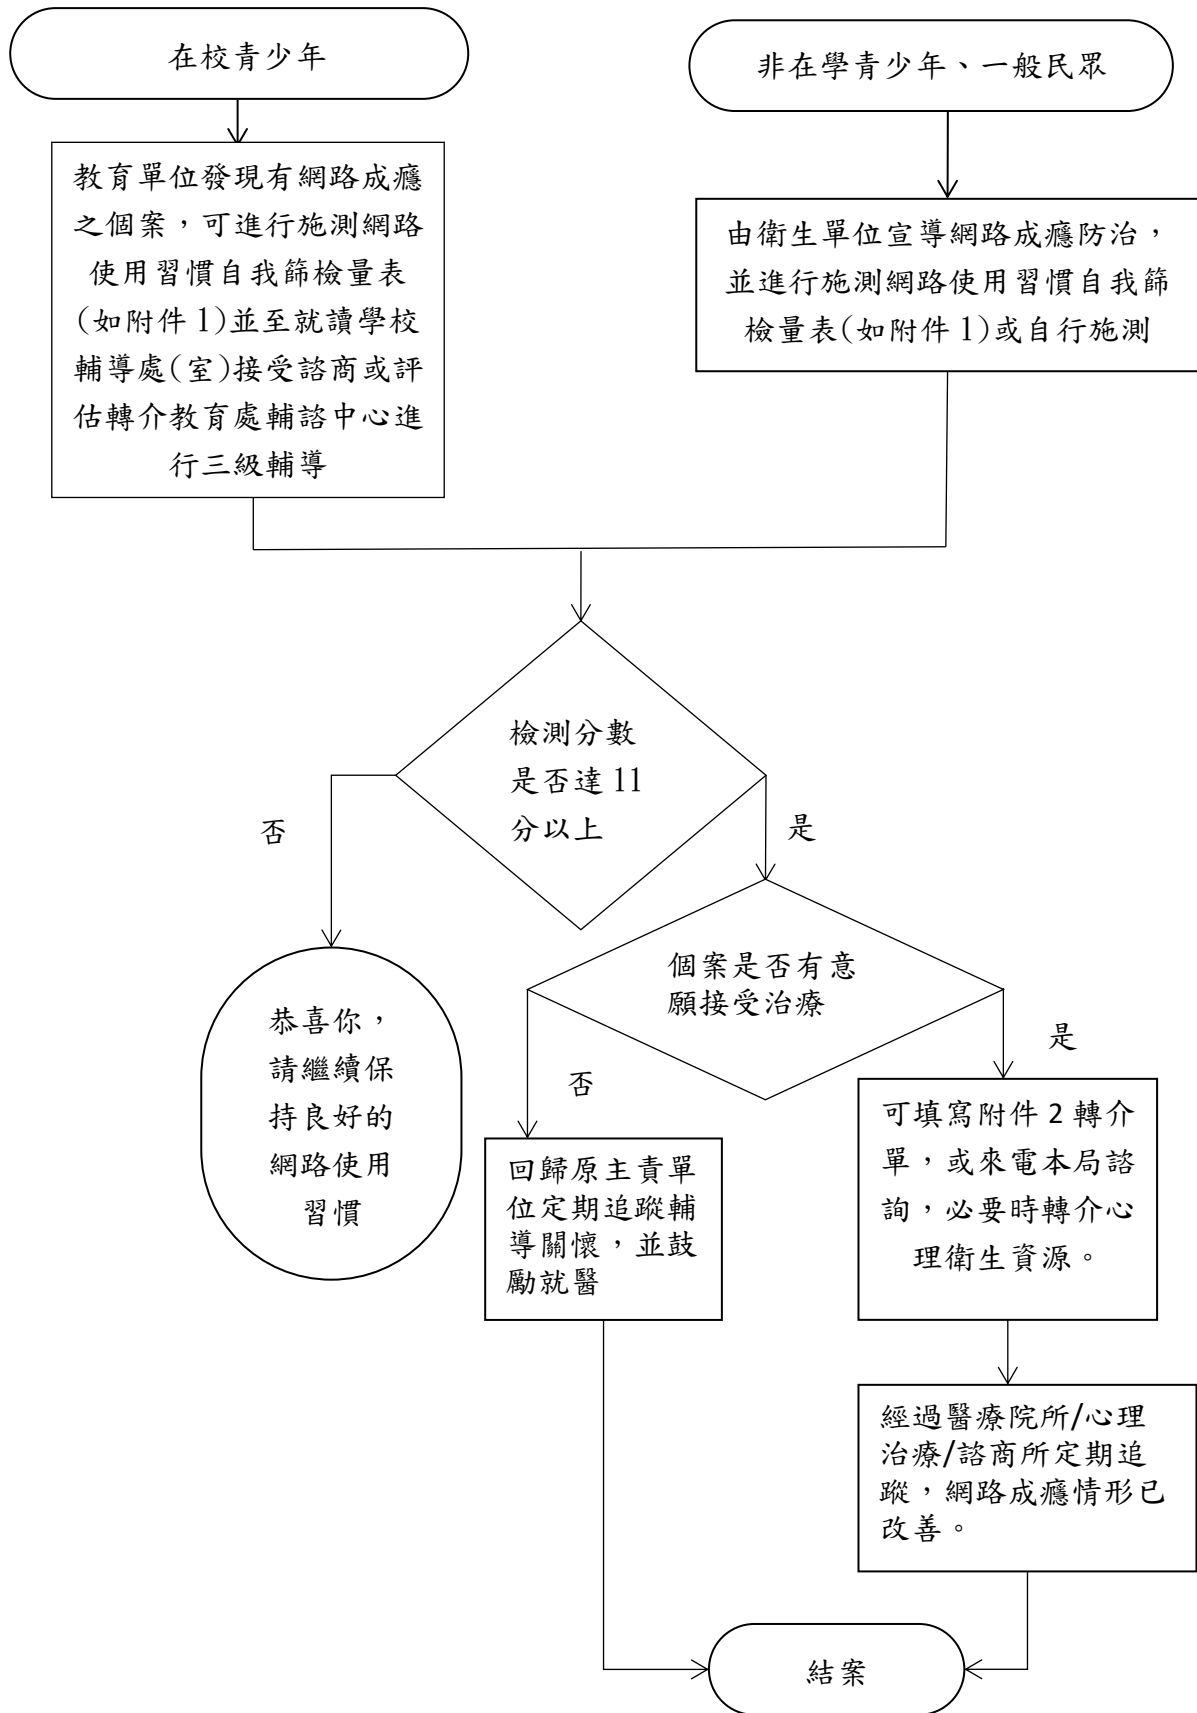 在校青少年
非在學青少年、一般民眾
教育單位發現有網路成癮
之個案，可進行施測網路
使用習慣自我篩檢量表
(如附件 1)並至就讀學校
輔導處(室)接受諮商或評
估轉介教育處輔諮中心進
行三級輔導
由衛生單位宣導網路成癮防治，
並進行施測網路使用習慣自我篩
檢量表(如附件 1)或自行施測
檢測分數
是否達 11
分以上
否
是
恭喜你，
請繼續保
持良好的
網路使用
習慣
個案是否有意
願接受治療
否
是
回歸原主責單
位定期追蹤輔
導關懷，並鼓
勵就醫
可填寫附件 2 轉介
單，或來電本局諮
詢，必要時轉介心
理衛生資源。
經過醫療院所/心理
治療/諮商所定期追
蹤，網路成癮情形已
改善。
結案